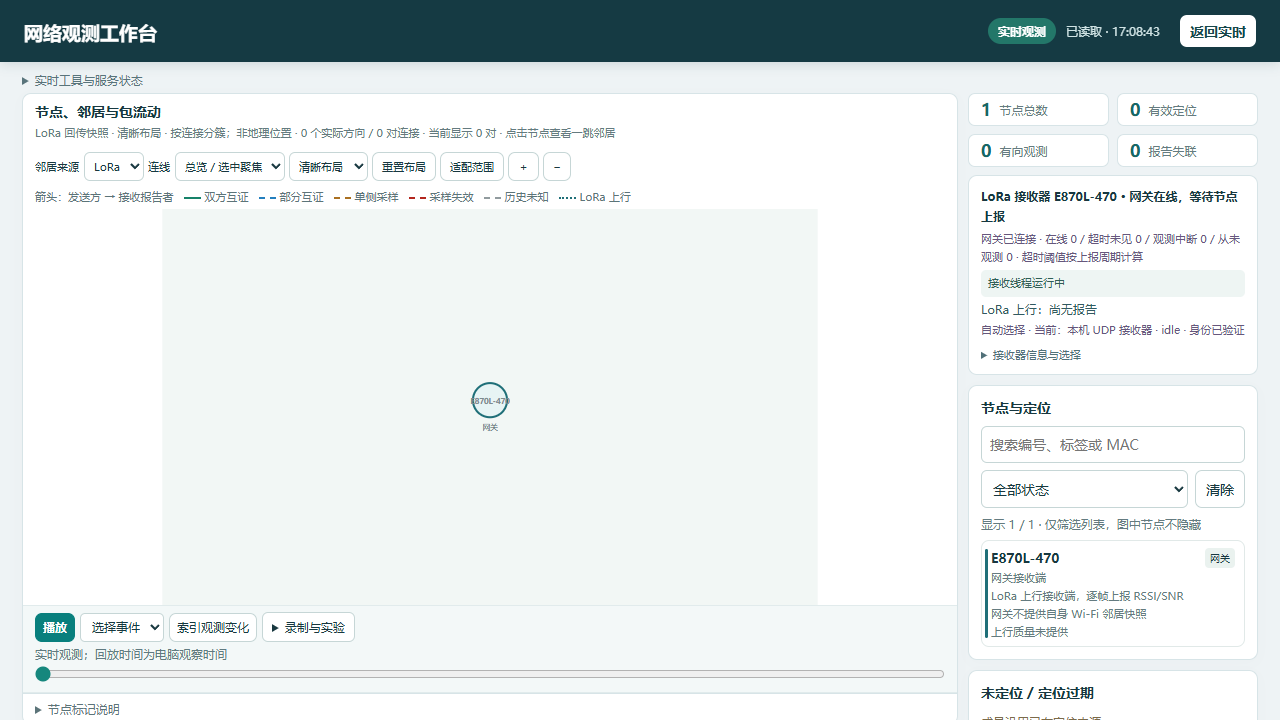 网络观测工作台
实时观测 已读取 · 17:08:43 返回实时
▶ 实时工具与服务状态
节点、邻居与包流动
LoRa 回传快照 · 清晰布局 · 按连接分簇；非地理位置 · 0 个实际方向 / 0 对连接 · 当前显示 0 对 · 点击节点查看一跳邻居
邻居来源 LoRa 连线 总览 / 选中聚焦 清晰布局 重置布局 适配范围 + −
箭头：发送方 → 接收报告者 双方互证 部分互证 单侧采样 采样失效 历史未知 LoRa 上行
E870L-470
网关
播放 选择事件 索引观测变化 ▶ 录制与实验
实时观测；回放时间为电脑观察时间
▶ 节点标记说明
1 节点总数 0 有效定位
0 有向观测 0 报告失联
LoRa 接收器 E870L-470 · 网关在线，等待节点
上报
网关已连接 · 在线 0 / 超时未见 0 / 观测中断 0 / 从未
观测 0 · 超时阈值按上报周期计算
接收线程运行中
LoRa 上行：尚无报告
自动选择 · 当前：本机 UDP 接收器 · idle · 身份已验证
▶ 接收器信息与选择
节点与定位
搜索编号、标签或 MAC
全部状态 清除
显示 1 / 1 · 仅筛选列表，图中节点不隐藏
E870L-470 网关
网关接收端
LoRa 上行接收端，逐帧上报 RSSI/SNR
网关不提供自身 Wi-Fi 邻居快照
上行质量未提供
未定位 / 定位过期